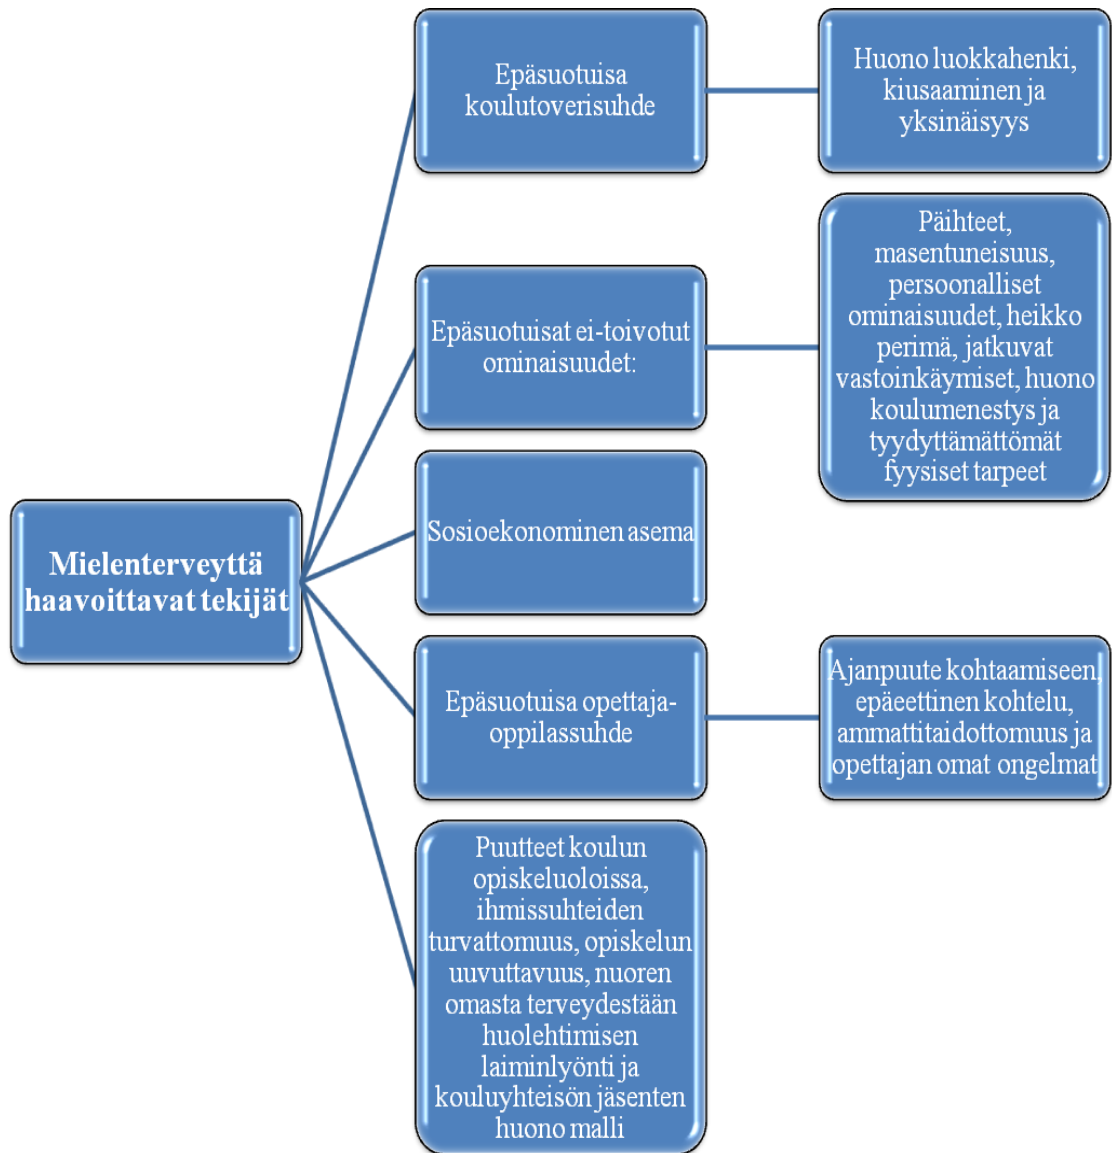 Epäsuotuisa
koulutoverisuhde
Huono luokkahenki,
kiusaaminen ja
yksinäisyys
Epäsuotuisat ei-toivotut
ominaisuudet:
Päihteet,
masentuneisuus,
persoonalliset
ominaisuudet, heikko
perimä, jatkuvat
vastoinkäymiset, huono
koulumenestys ja
tyydyttämättömät
fyysiset tarpeet
Mielenterveyttä
haavoittavat tekijät
Sosioekonominen asema
Epäsuotuisa opettaja-
oppilassuhde
Ajanpuute kohtaamiseen,
epäeettinen kohtelu,
ammattitaidottomuus ja
opettajan omat ongelmat
Puutteet koulun
opiskeluoloissa,
ihmissuhteiden
turvattomuus, opiskelun
uuvuttavuus, nuoren
omasta terveydestään
huolehtimisen
laiminlyönti ja
kouluyhteisön jäsenten
huono malli